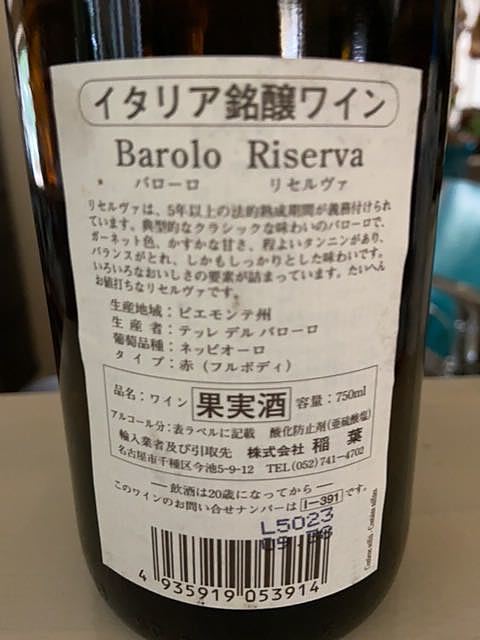 イタリア銘醸ワイン
Barolo Riserva
バローロ リセルヴァ
リセルヴァは、5年以上の法的熟成期間が義務付けられ
ています。典型的なクラシックな味わいのバローロで、
ガーネット色、かすかな甘さ、程よいタンニンがあり、
バランスがとれ、しかもしっかりとした味わいです。
いろいろなおいしさの要素が詰まっています。たいへん
お値打ちなリセルヴァです。
生産地域：ピエモンテ州
生産者：テッレ デル バローロ
葡萄品種：ネッビオーロ
タイプ：赤（フルボディ）
品名：ワイン 果実酒 容量：750ml
アルコール分：表ラベルに記載 酸化防止剤(亜硫酸塩)
輸入業者及び引取先 株式会社 稲葉
名古屋市千種区今池5-9-12 TEL(052)741-4702
―飲酒は20歳になってから―
このワインのお問い合せナンバーは I-391 です。
L5023
4 935919 053914